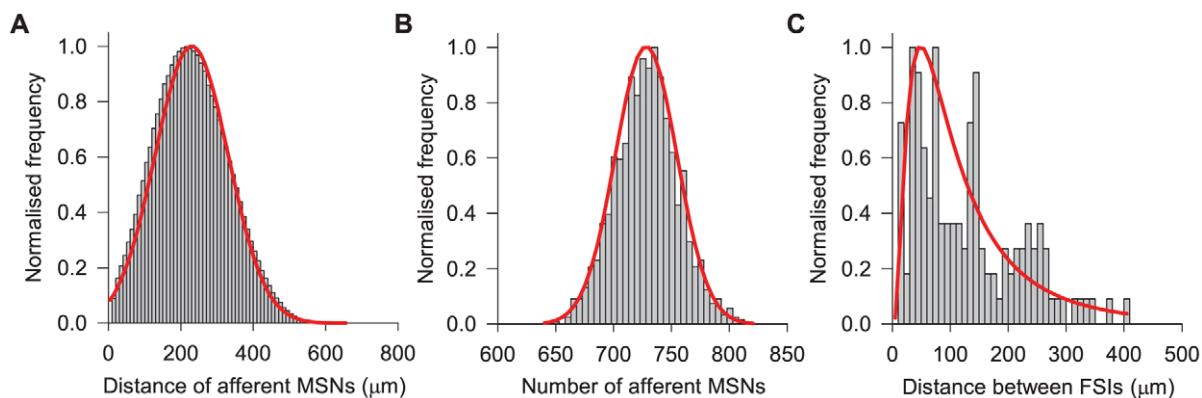 A
Normalised frequency
1.0
0.8
0.6
0.4
0.2
0.0
0 200 400 600 800
Distance of afferent MSNs (μm)
B
Normalised frequency
1.0
0.8
0.6
0.4
0.2
0.0
600 650 700 750 800 850
Number of afferent MSNs
C
Normalised frequency
1.0
0.8
0.6
0.4
0.2
0.0
0 100 200 300 400 500
Distance between FSIs (μm)